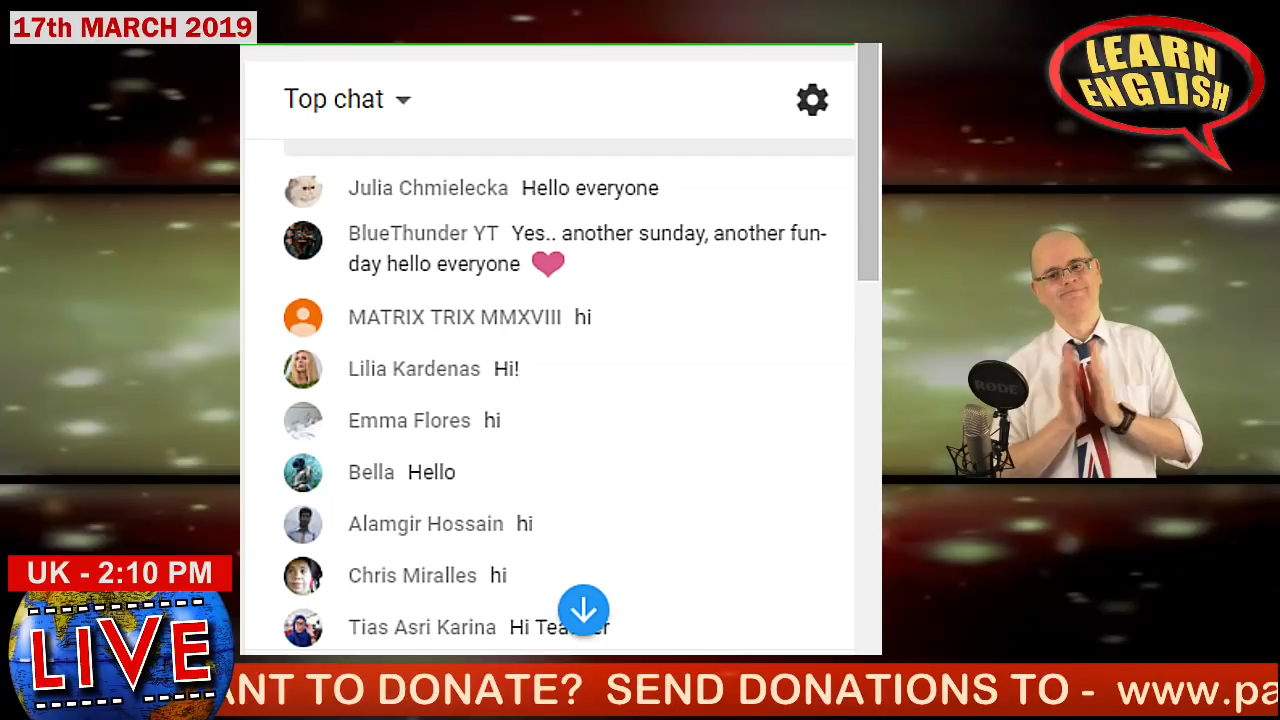 17th MARCH 2019
LEARN
ENGLISH
Top chat
Julia Chmielecka Hello everyone
BlueThunder YT Yes.. another sunday, another fun-
day hello everyone
MATRIX TRIX MMXVIII hi
Lilia Kardenas Hi!
Emma Flores hi
Bella Hello
Alamgir Hossain hi
Chris Miralles hi
Tias Asri Karina Hi
RODE
UK - 2:10 PM
LIVE
ANT TO DONATE? SEND DONATIONS TO - www.pa